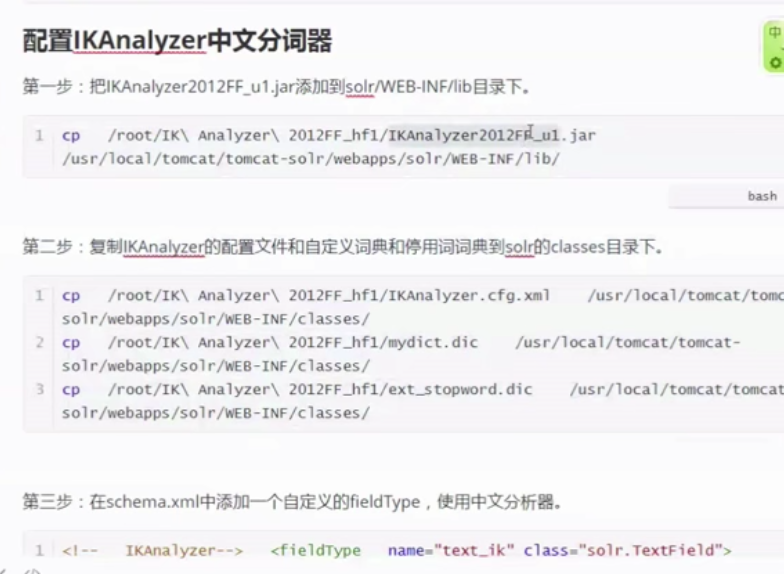 配置IKAnalyzer中文分词器
中
第一步：把IKAnalyzer2012FF_u1.jar添加到solr/WEB-INF/lib目录下。
1 cp /root/IK\ Analyzer\ 2012FF_hf1/IKAnalyzer2012FF_u1.jar
/usr/local/tomcat/tomcat-solr/webapps/solr/WEB-INF/lib/
bash
第二步：复制IKAnalyzer的配置文件和自定义词典和停用词词典到solr的classes目录下。
1 cp /root/IK\ Analyzer\ 2012FF_hf1/IKAnalyzer.cfg.xml /usr/local/tomcat/tomc
solr/webapps/solr/WEB-INF/classes/
2 cp /root/IK\ Analyzer\ 2012FF_hf1/mydict.dic /usr/local/tomcat/tomcat-
solr/webapps/solr/WEB-INF/classes/
3 cp /root/IK\ Analyzer\ 2012FF_hf1/ext_stopword.dic /usr/local/tomcat/tomcat
solr/webapps/solr/WEB-INF/classes/
第三步：在schema.xml中添加一个自定义的fieldType，使用中文分析器。
1 <!-- IKAnalyzer--> <fieldType name="text_ik" class="solr.TextField">